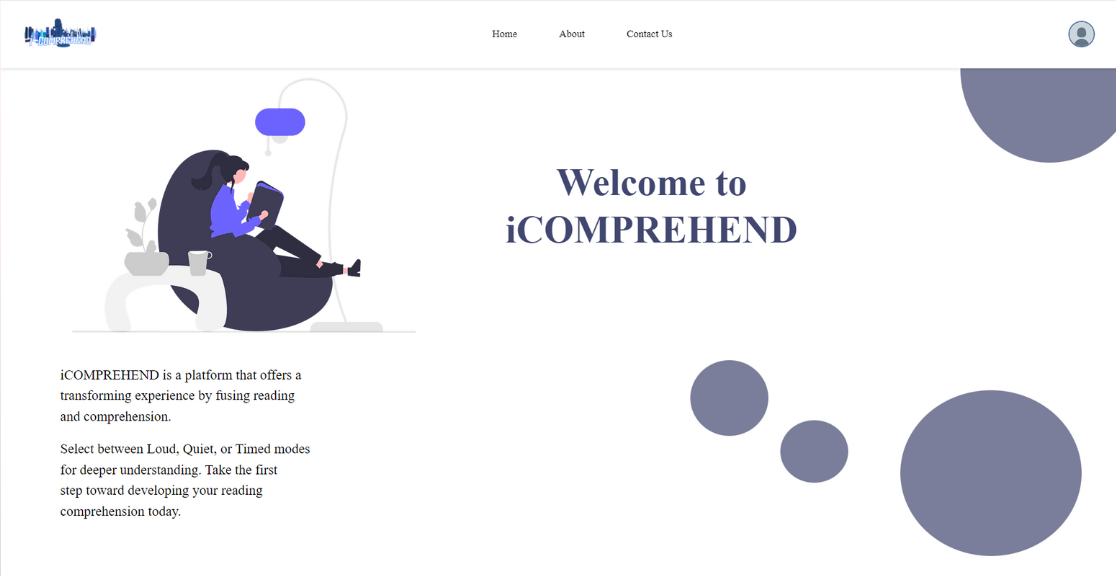 i-COMPREHEND
Home About Contact Us
Welcome to
iCOMPREHEND
iCOMPREHEND is a platform that offers a
transforming experience by fusing reading
and comprehension.
Select between Loud, Quiet, or Timed modes
for deeper understanding. Take the first
step toward developing your reading
comprehension today.